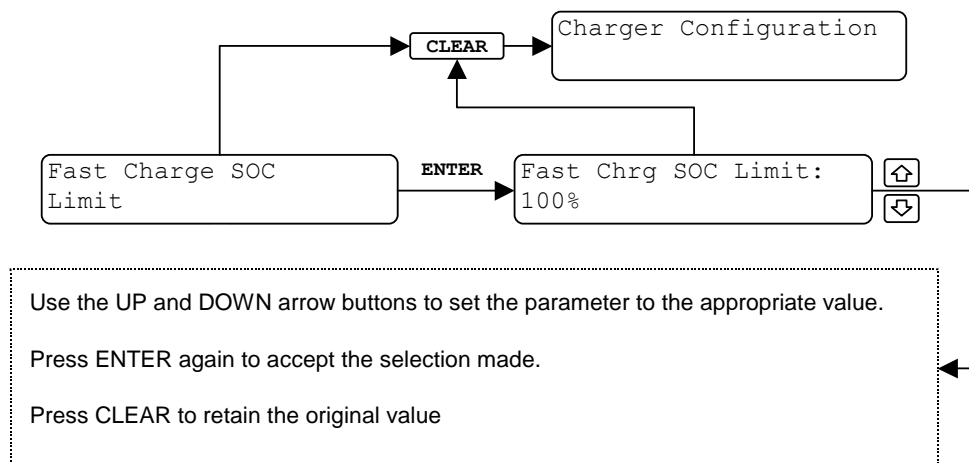 CLEAR
Charger Configuration
Fast Charge SOC
Limit
ENTER
Fast Chrg SOC Limit:
100%
Use the UP and DOWN arrow buttons to set the parameter to the appropriate value.
Press ENTER again to accept the selection made.
Press CLEAR to retain the original value